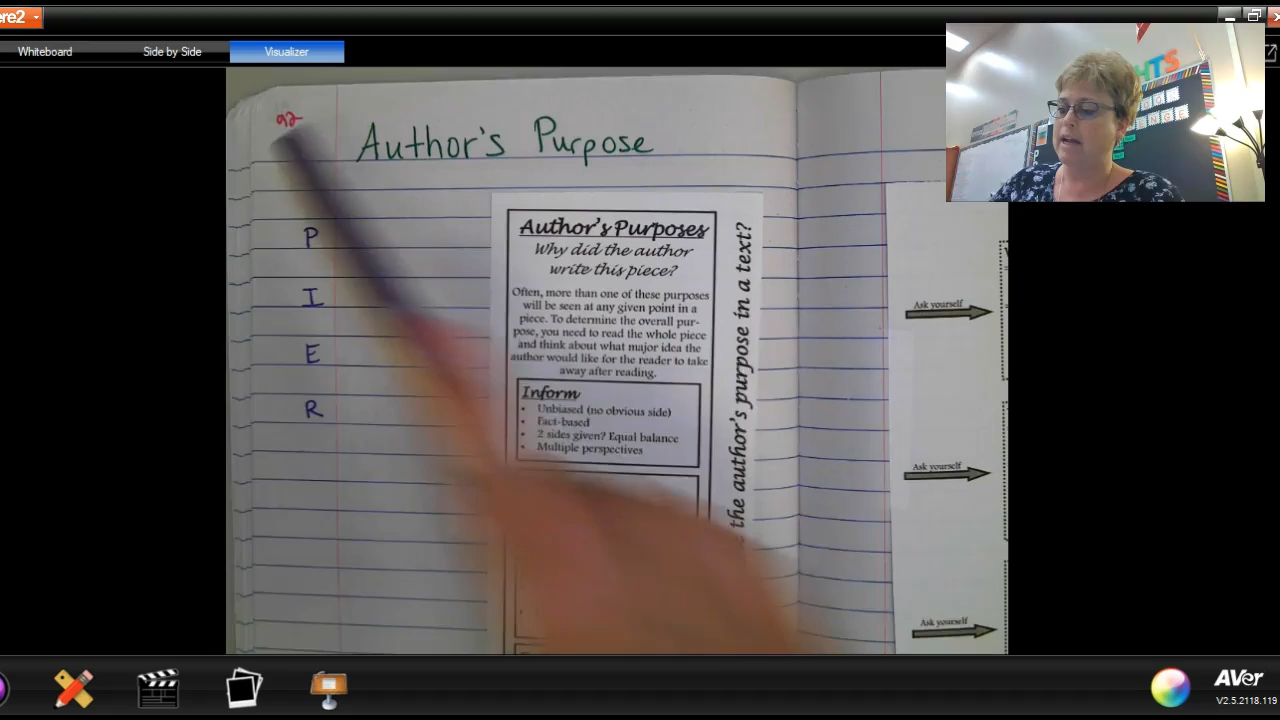 ere2
Whiteboard
Side by Side
Visualizer
HTS
92
Author's Purpose
P
I
E
R
Author's Purposes
Why did the author
write this piece?
Often, more than one of these purposes
will be seen at any given point in a
piece. To determine the overall pur-
pose, you need to read the whole piece
and think about what major idea the
author would like for the reader to take
away after reading.
Inform
• Unbiased (no obvious side)
• Fact-based
• 2 sides given? Equal balance
• Multiple perspectives
the author's purpose in a text?
Ask yourself
Ask yourself
Ask yourself
AVer
V2.5.2118.119